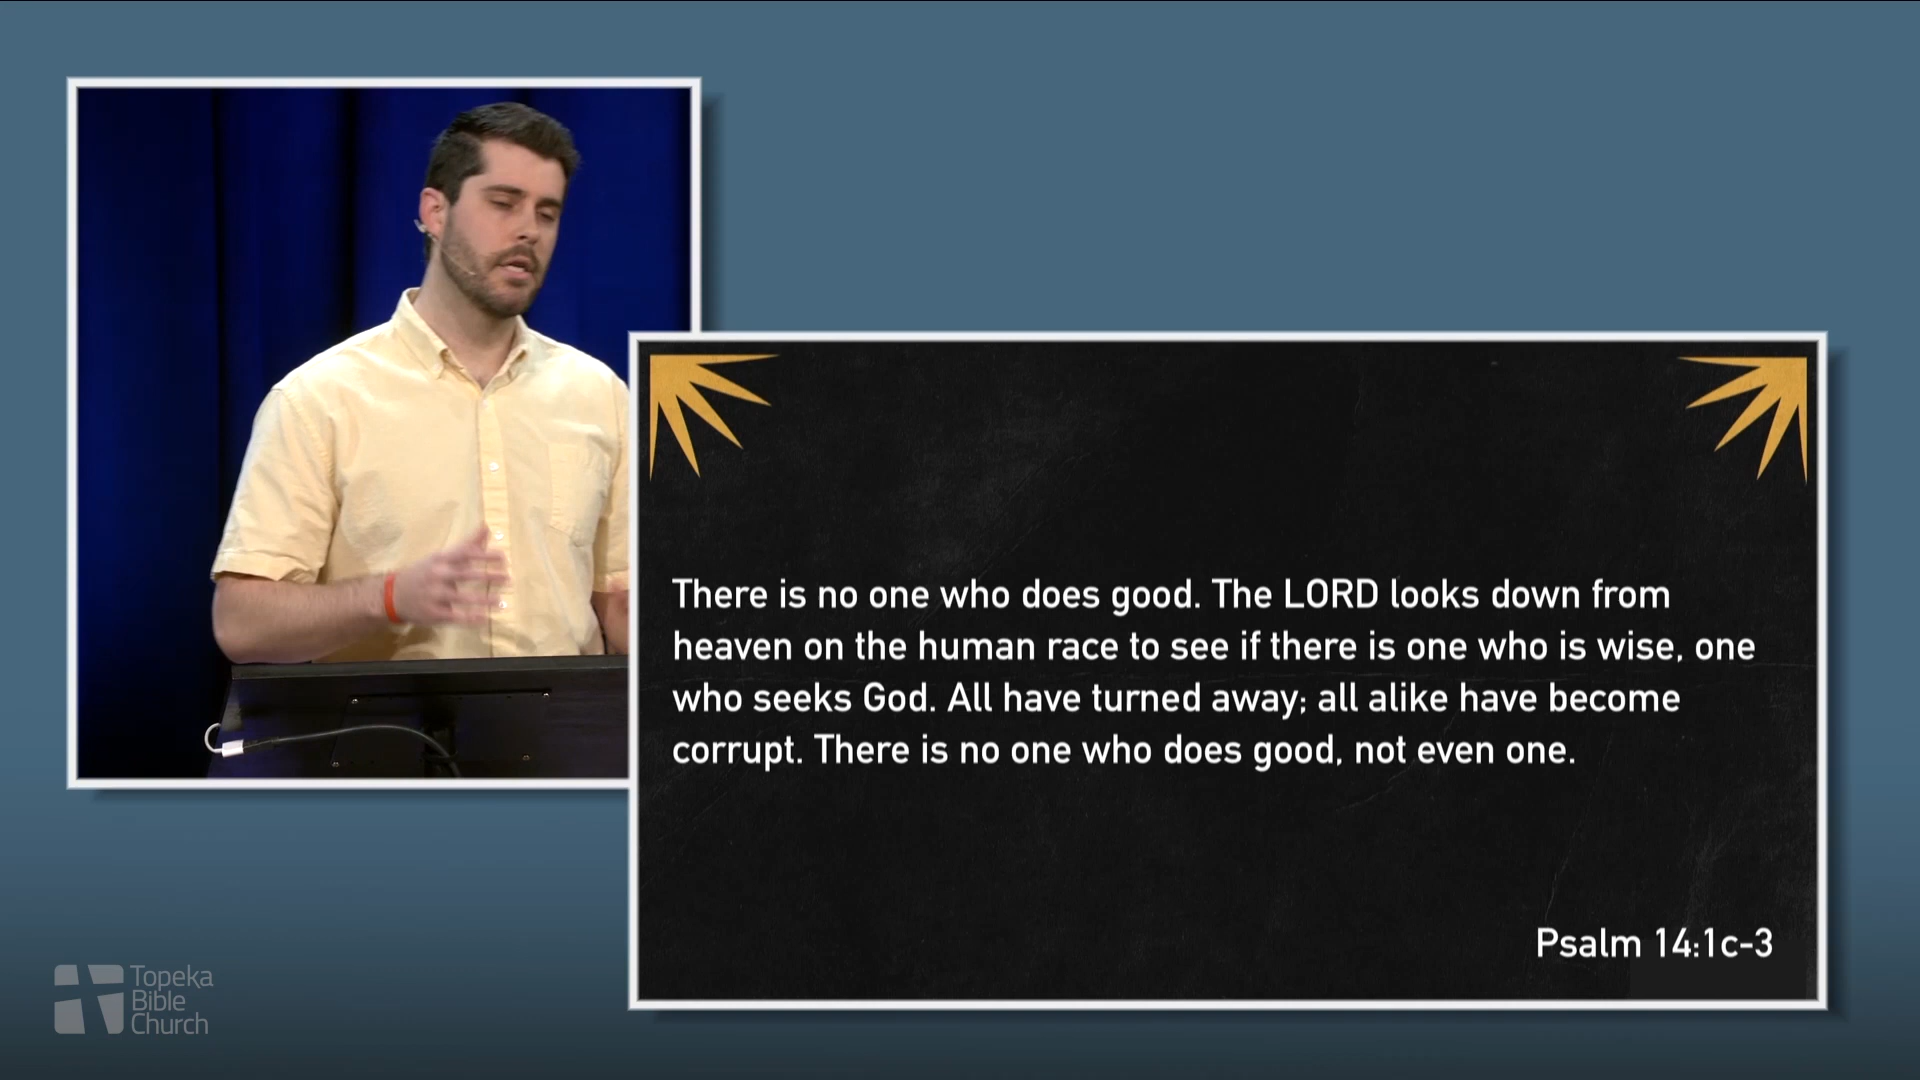 There is no one who does good. The LORD looks down from
heaven on the human race to see if there is one who is wise, one
who seeks God. All have turned away; all alike have become
corrupt. There is no one who does good, not even one.
Psalm 14:1c-3
Topeka
Bible
Church